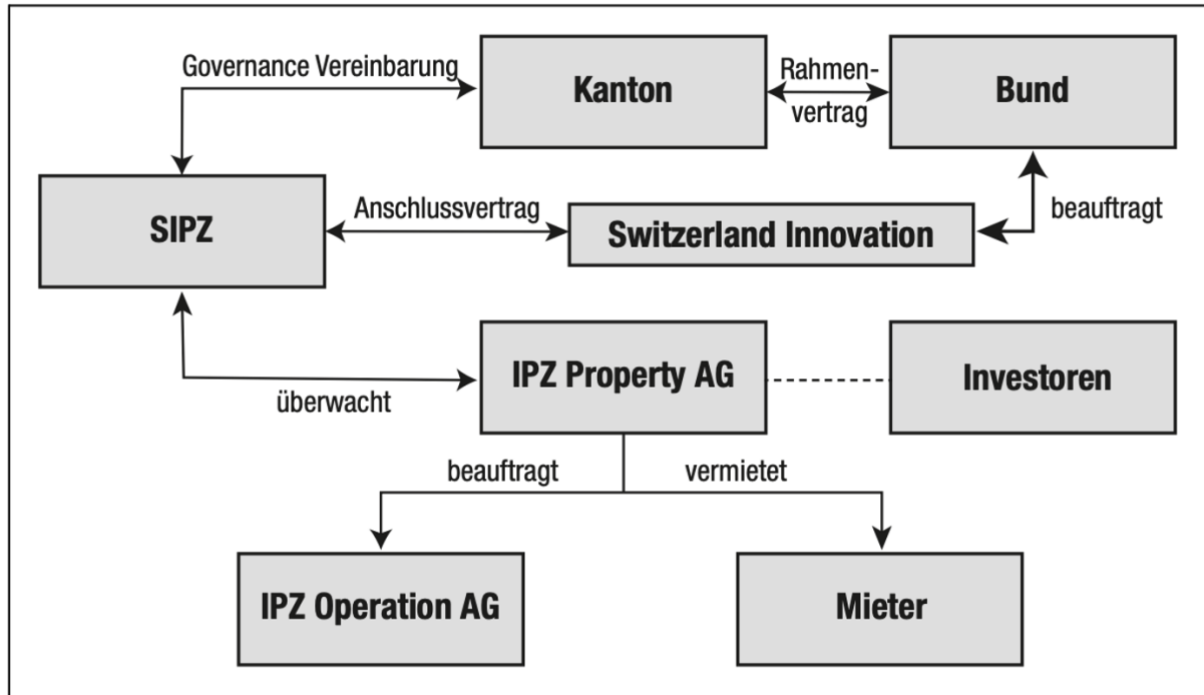 Governance Vereinbarung
Kanton
Rahmen-
vertrag
Bund
SIPZ
Anschlussvertrag
Switzerland Innovation
beauftragt
überwacht
IPZ Property AG
Investoren
beauftragt
vermietet
IPZ Operation AG
Mieter